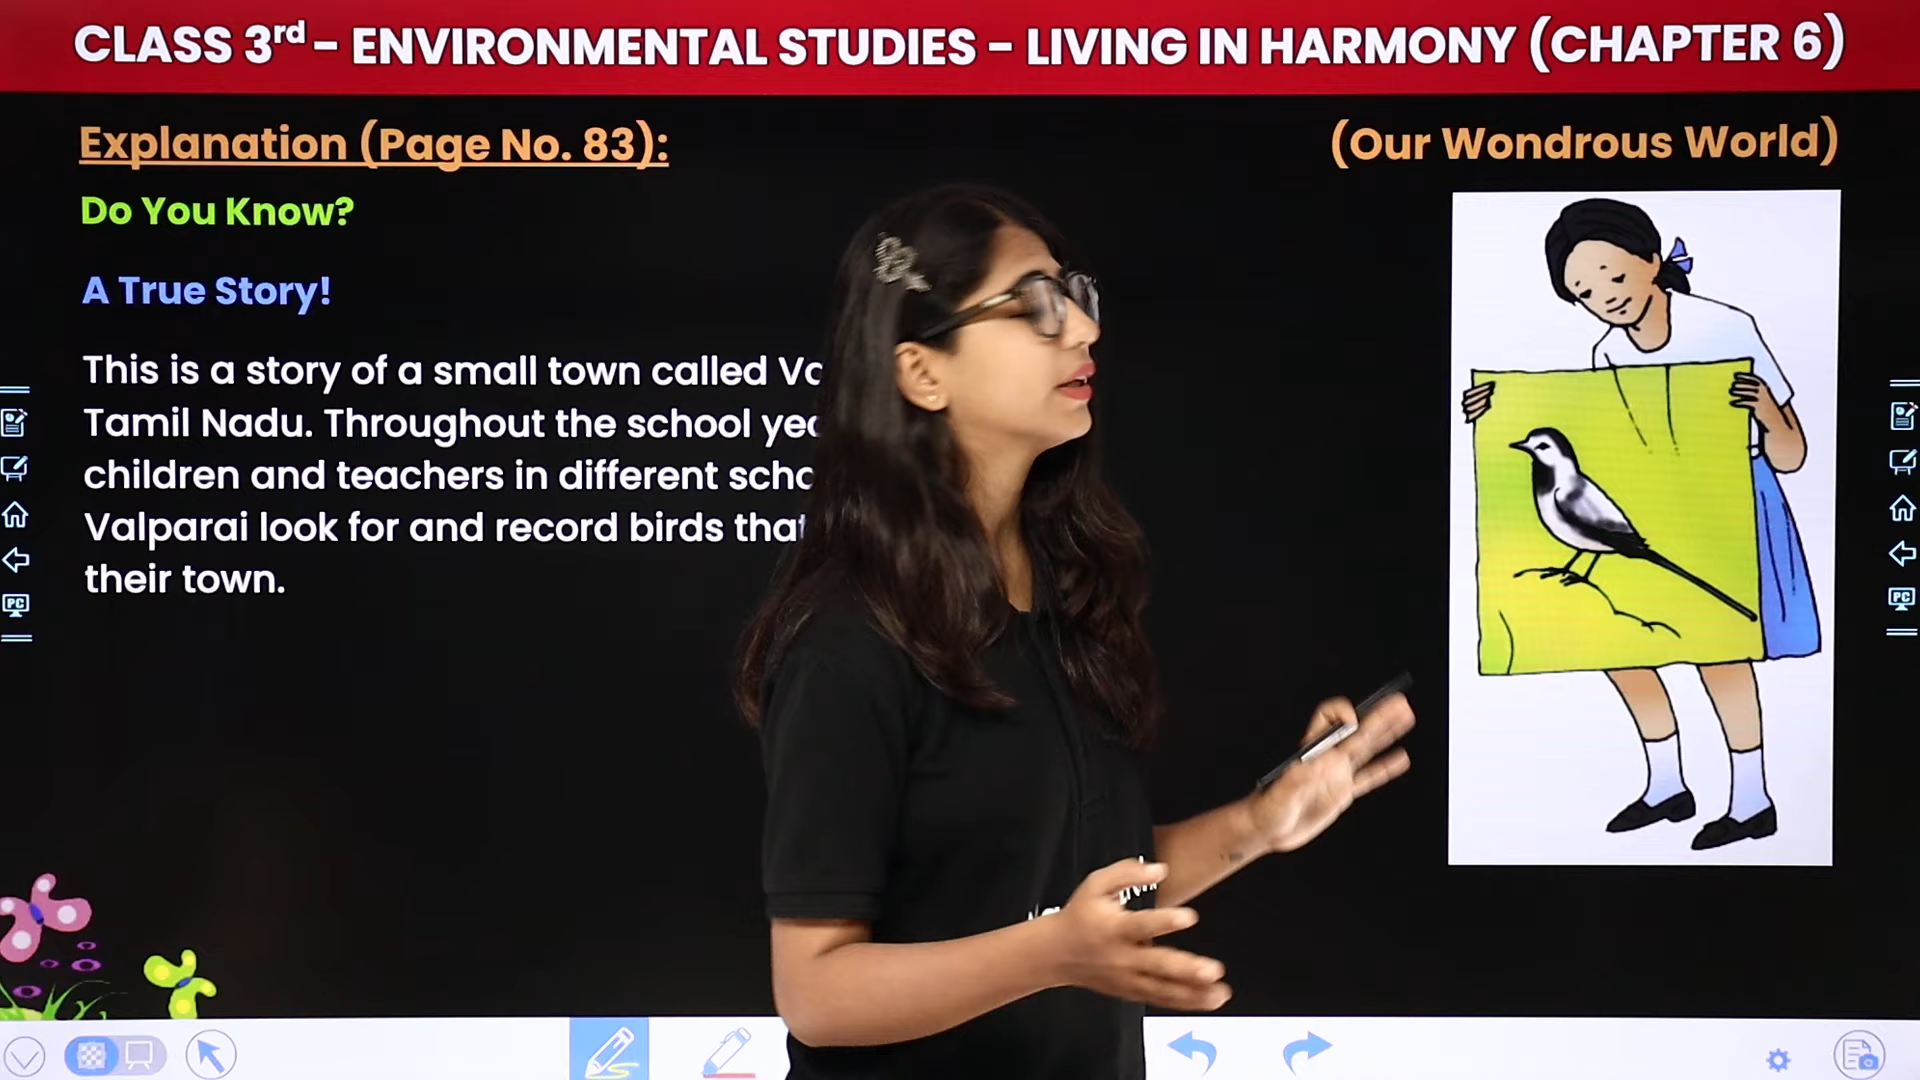 CLASS 3rd - ENVIRONMENTAL STUDIES - LIVING IN HARMONY (CHAPTER 6)
Explanation (Page No. 83):
(Our Wondrous World)
Do You Know?
A True Story!
This is a story of a small town called
Tamil Nadu. Throughout the school
children and teachers in different
Valparai look for and record birds
their town.
PC
PC